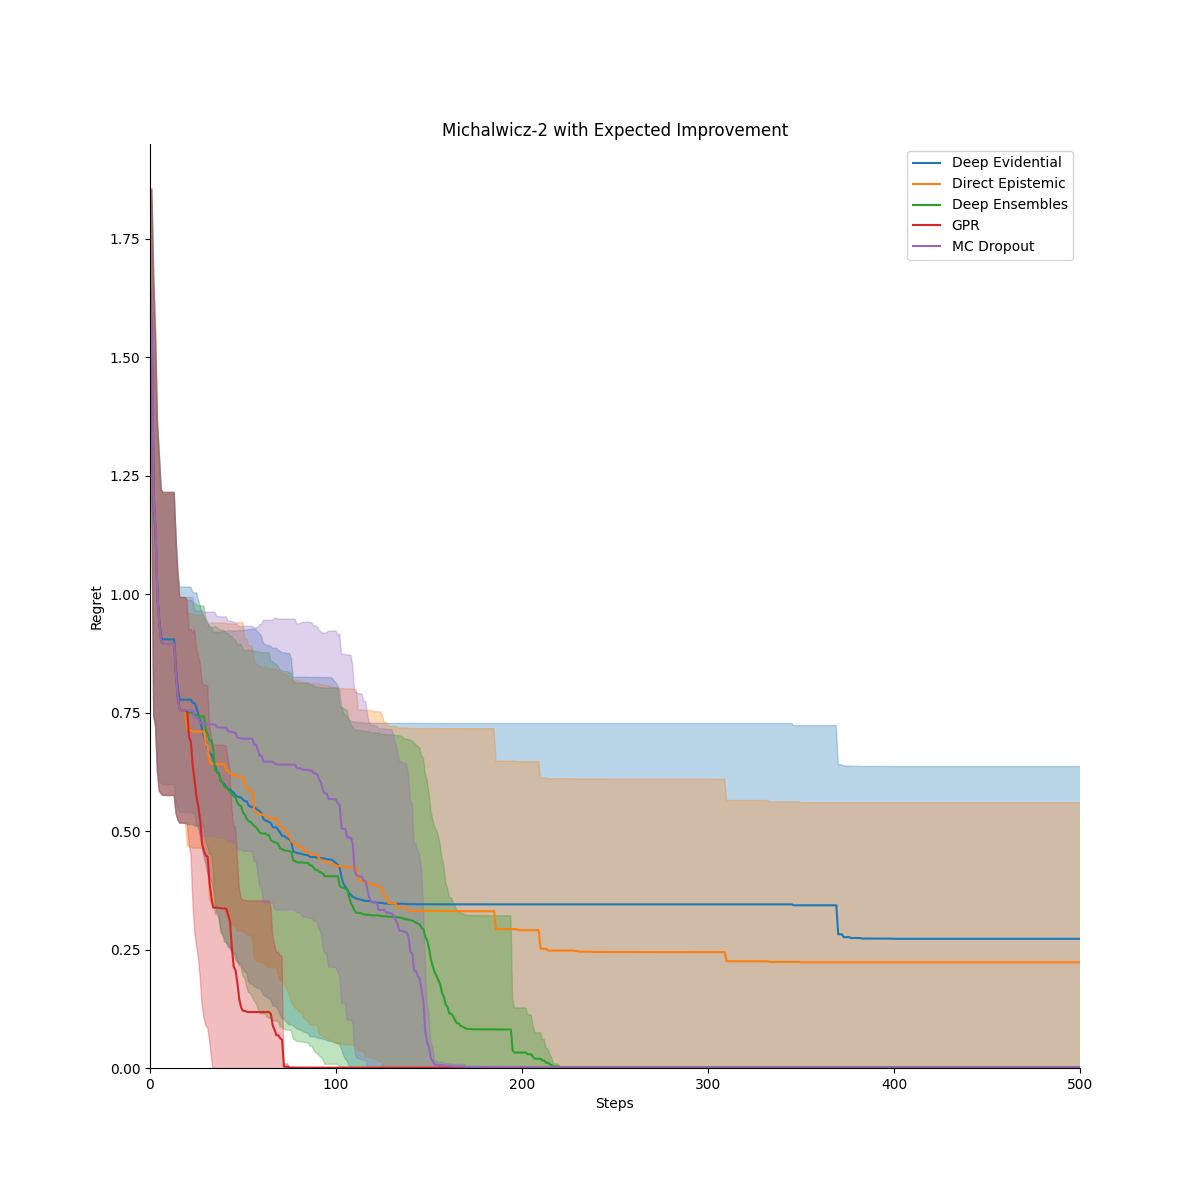 Michalwicz-2 with Expected Improvement
Deep Evidential
Direct Epistemic
Deep Ensembles
GPR
MC Dropout
Regret
1.75
1.50
1.25
1.00
0.75
0.50
0.25
0.00
0 100 200 300 400 500
Steps